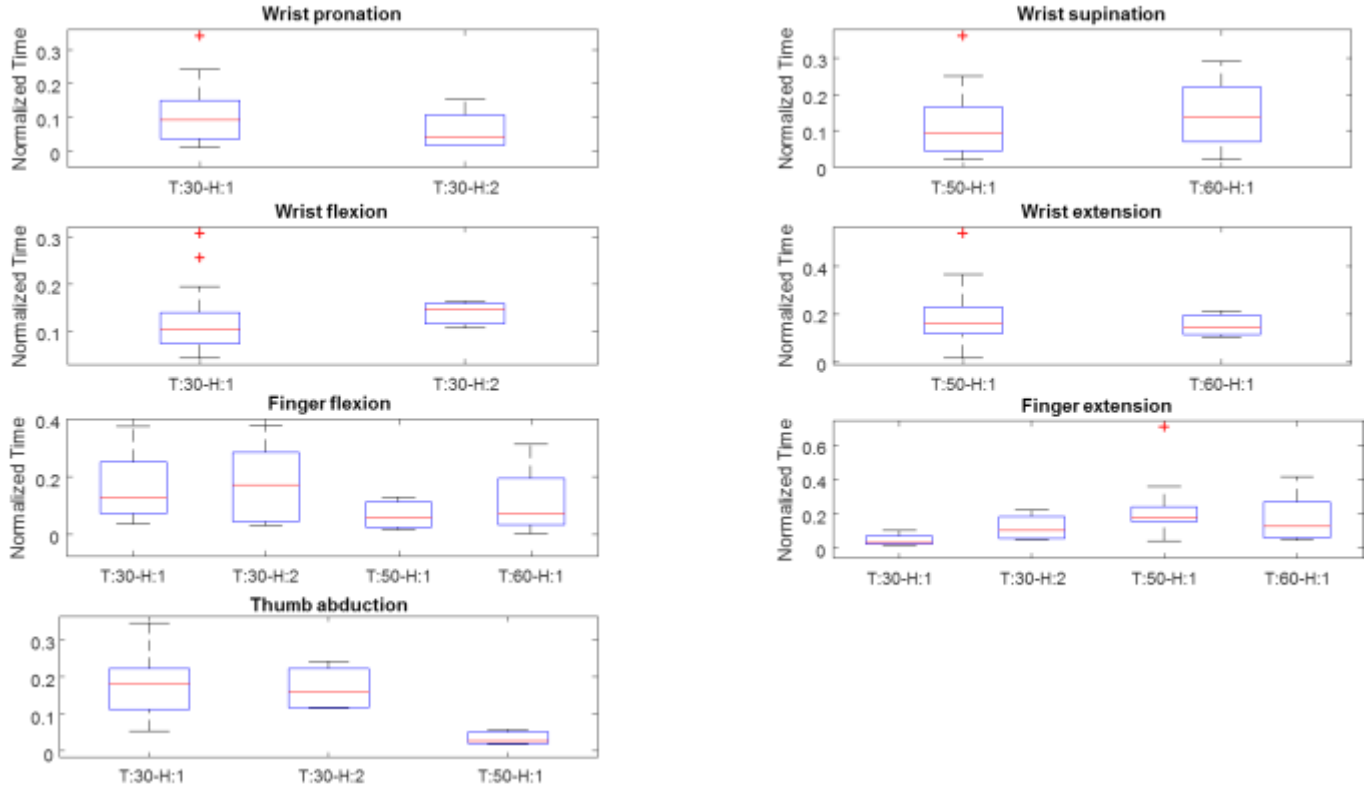 Wrist pronation
Normalized Time
0.3
0.2
0.1
0
T:30-H:1 T:30-H:2
Wrist supination
Normalized Time
0.3
0.2
0.1
0
T:50-H:1 T:60-H:1
Wrist flexion
Normalized Time
0.3
0.2
0.1
T:30-H:1 T:30-H:2
Wrist extension
Normalized Time
0.4
0.2
0
T:50-H:1 T:60-H:1
Finger flexion
Normalized Time
0.4
0.2
0
T:30-H:1 T:30-H:2 T:50-H:1 T:60-H:1
Finger extension
Normalized Time
0.6
0.4
0.2
0
T:30-H:1 T:30-H:2 T:50-H:1 T:60-H:1
Thumb abduction
Normalized Time
0.3
0.2
0.1
0
T:30-H:1 T:30-H:2 T:50-H:1